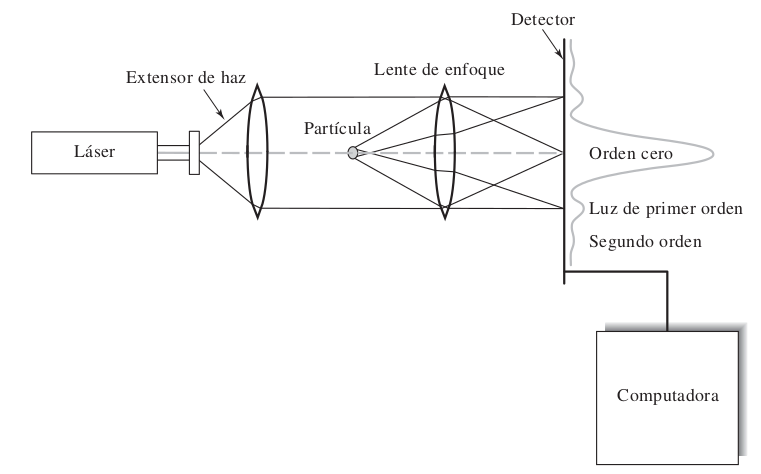 Detector
Lente de enfoque
Extensor de haz
Partícula
Láser
Orden cero
Luz de primer orden
Segundo orden
Computadora